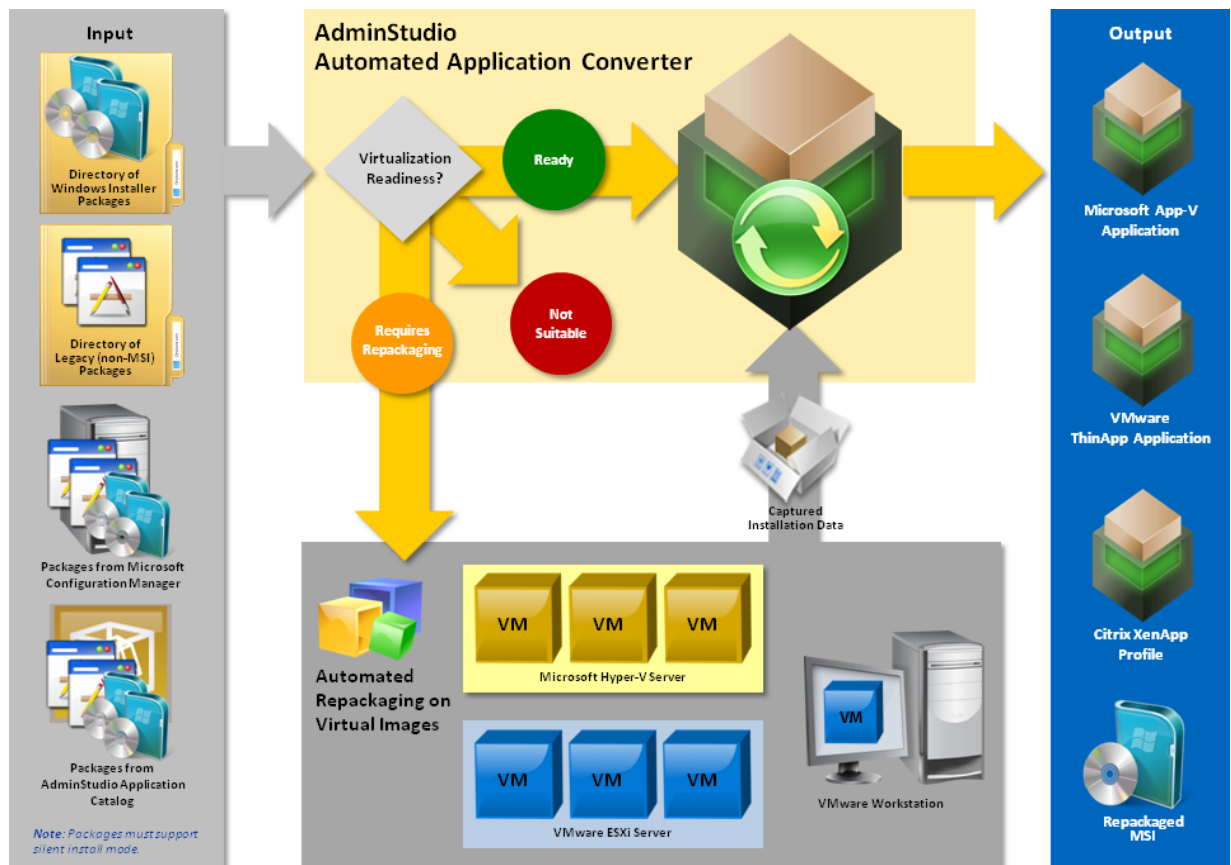 Input
Directory of
Windows Installer
Packages
Directory of
Legacy (non-MSI)
Packages
Packages from Microsoft
Configuration Manager
Packages from
AdminStudio Application
Catalog
Note: Packages must support
silent install mode.
AdminStudio
Automated Application Converter
Virtualization
Readiness?
Ready
Not
Suitable
Requires
Repackaging
Captured
Installation Data
Automated
Repackaging on
Virtual Images
VM
VM
VM
Microsoft Hyper-V Server
VM
VM
VM
VMware ESXi Server
VM
VMware Workstation
Output
Microsoft App-V
Application
VMware
ThinApp Application
Citrix XenApp
Profile
Repackaged
MSI